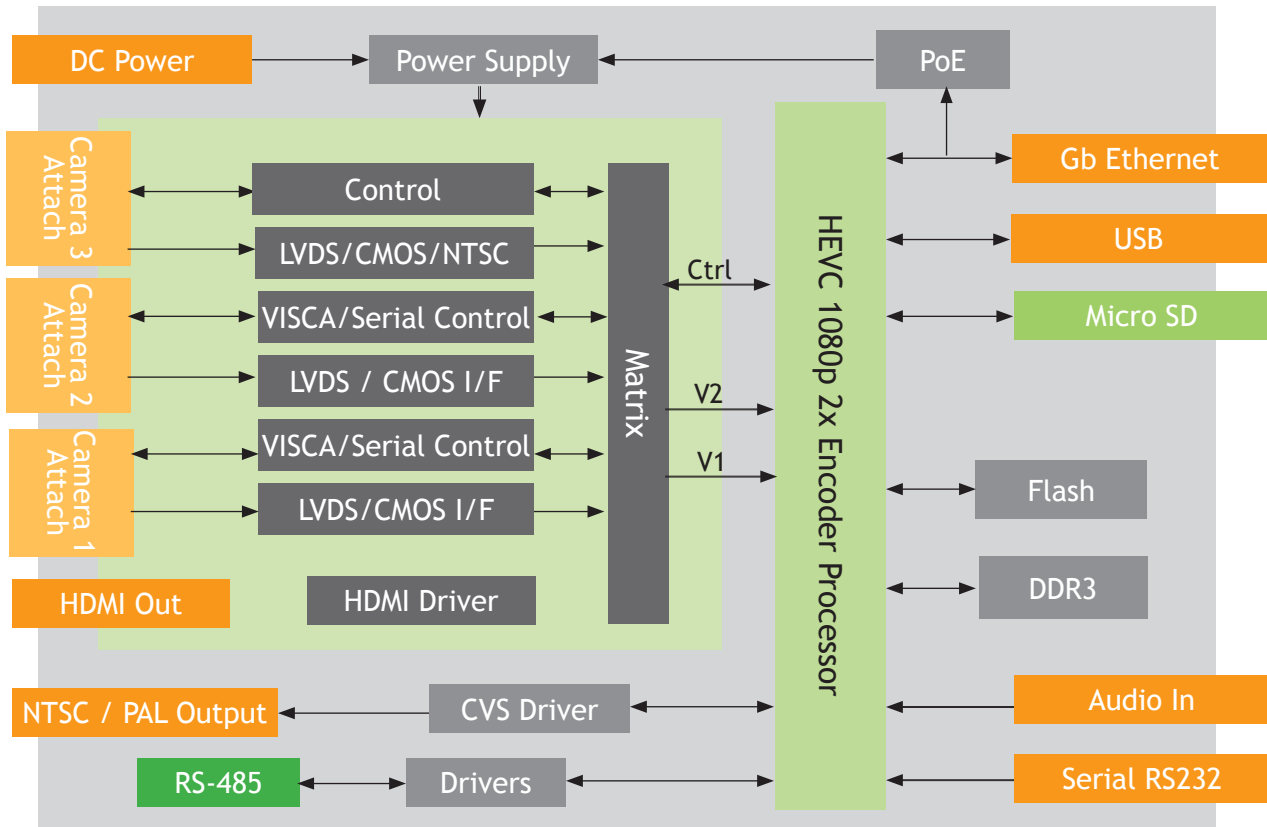 DC Power
Power Supply
PoE
Camera 3
Attach
Control
LVDS/CMOS/NTSC
Camera 2
Attach
VISCA/Serial Control
LVDS / CMOS I/F
Camera 1
Attach
VISCA/Serial Control
LVDS/CMOS I/F
HDMI Out
HDMI Driver
Matrix
Ctrl
V2
V1
HEVC 1080p 2x Encoder Processor
Gb Ethernet
USB
Micro SD
Flash
DDR3
Audio In
Serial RS232
NTSC / PAL Output
CVS Driver
RS-485
Drivers